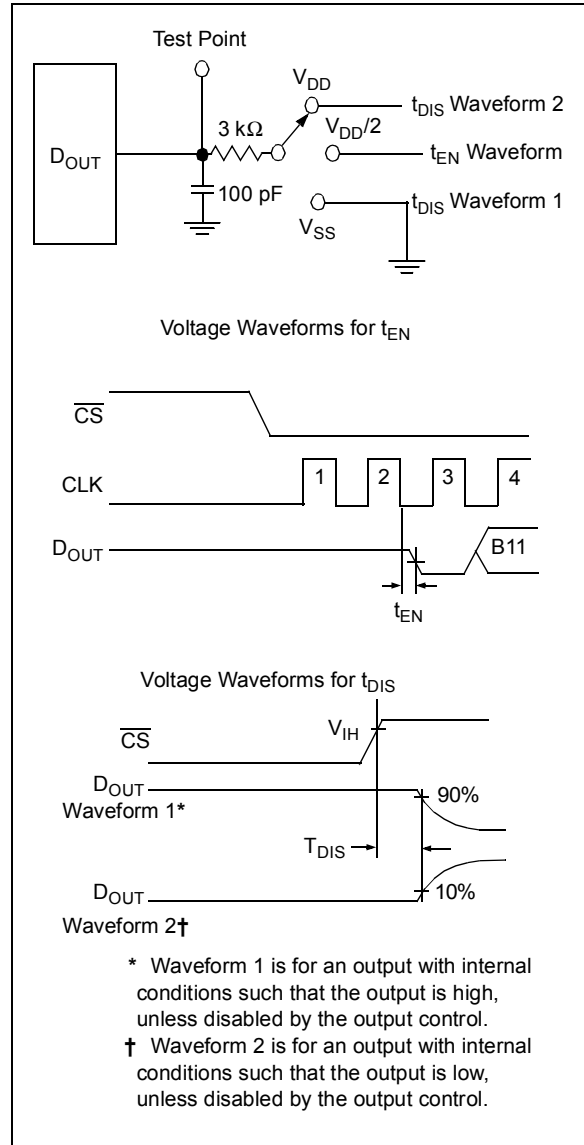 Test Point
V_DD
t_DIS Waveform 2
3 kΩ
V_DD/2
D_OUT
t_EN Waveform
100 pF
t_DIS Waveform 1
V_SS
Voltage Waveforms for t_EN
C̅S̅
CLK 1 2 3 4
D_OUT
B11
t_EN
Voltage Waveforms for t_DIS
V_IH
C̅S̅
D_OUT
Waveform 1*
90%
T_DIS
D_OUT
10%
Waveform 2†
* Waveform 1 is for an output with internal
conditions such that the output is high,
unless disabled by the output control.
† Waveform 2 is for an output with internal
conditions such that the output is low,
unless disabled by the output control.